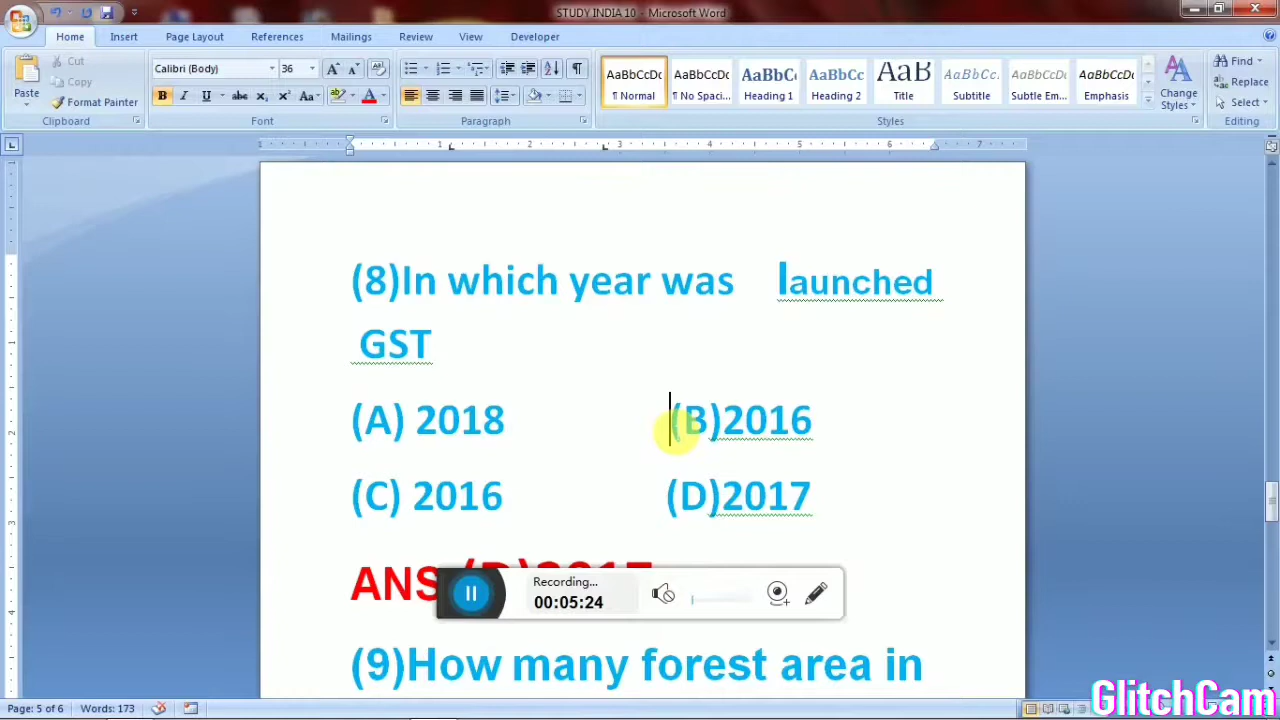 STUDY INDIA 10 - Microsoft Word
Home Insert Page Layout References Mailings Review View Developer
Paste
Cut
Copy
Format Painter
Clipboard
Calibri (Body) 36
Font
Paragraph
AaBbCcDc AaBbCcDc AaBbC AaBbCc AaB AaBbCc. AaBbCcDc AaBbCcDc
¶ Normal ¶ No Spaci... Heading 1 Heading 2 Title Subtitle Subtle Em... Emphasis
Change
Styles
Styles
Find
Replace
Select
Editing
(8)In which year was launched
GST
(A) 2018 (B)2016
(C) 2016 (D)2017
ANS
Recording...
00:05:24
(9)How many forest area in
Page: 5 of 6 Words: 173
GlitchCam